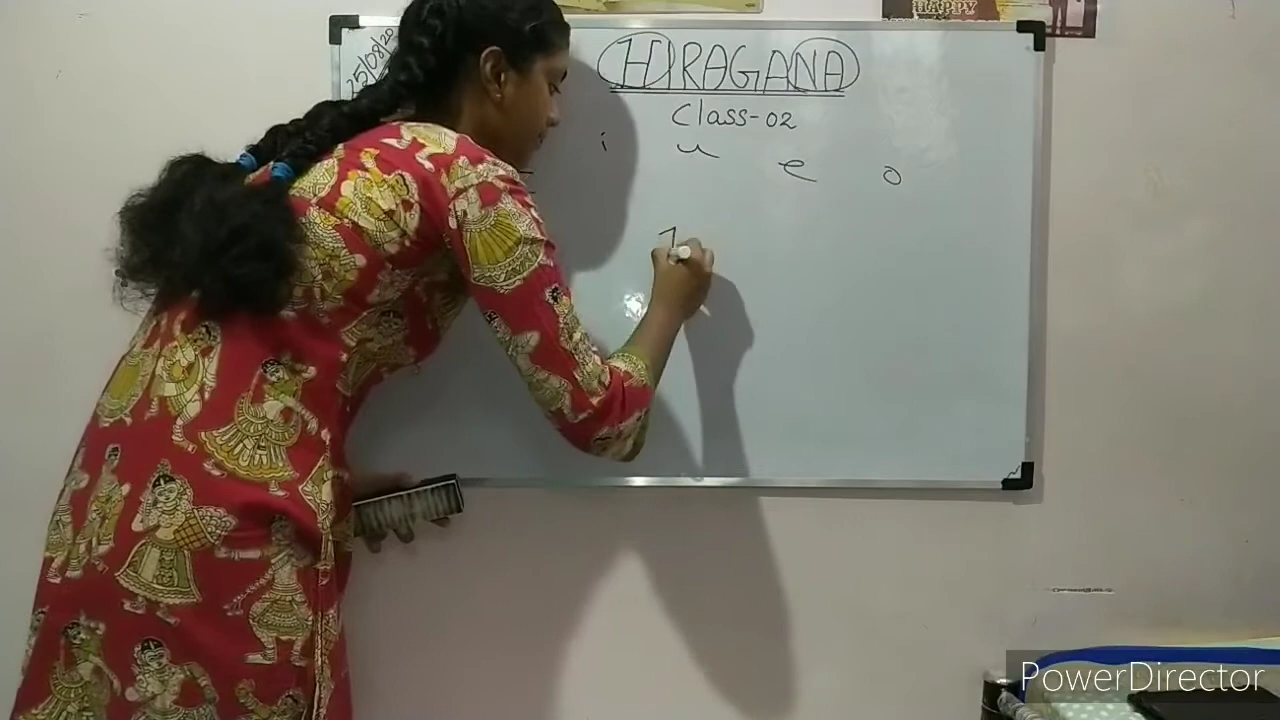 HAPPY
25/08/20
HIRAGANA
Class-02
i u e o
PowerDirector